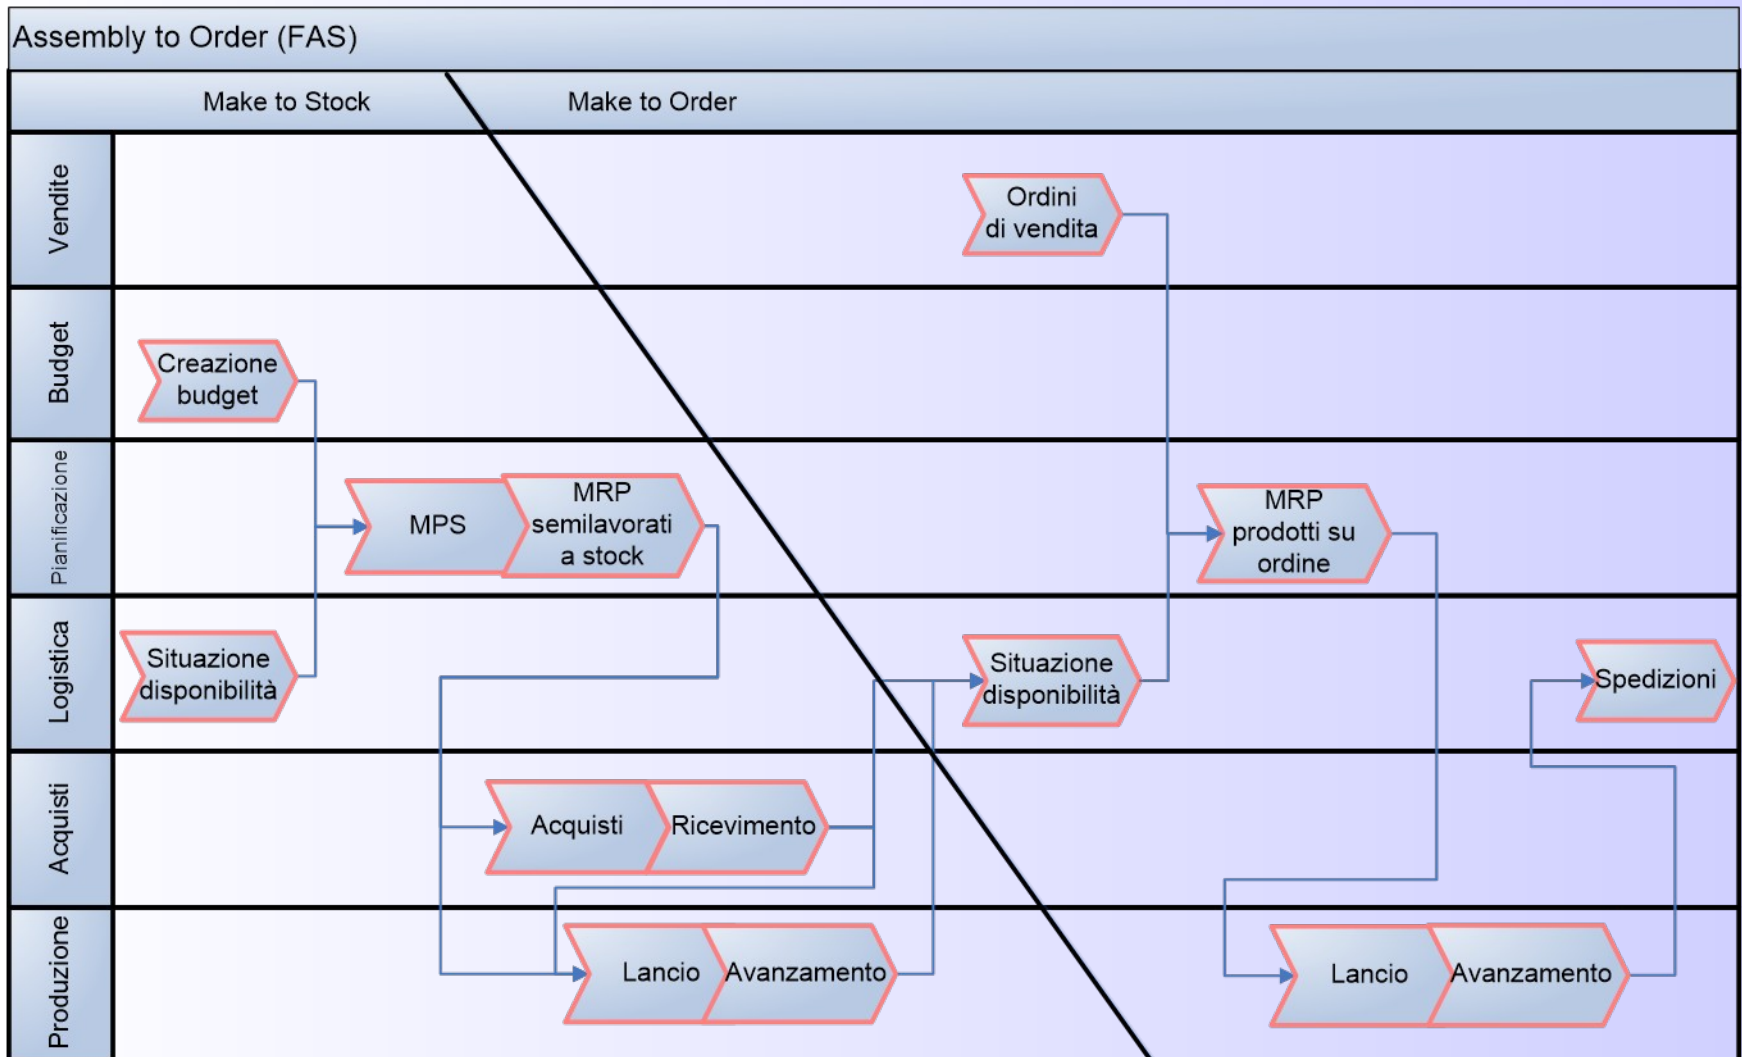 Assembly to Order (FAS)
Make to Stock
Make to Order
Vendite
Ordini
di vendita
Budget
Creazione
budget
Pianificazione
MPS
MRP
semilavorati
a stock
MRP
prodotti su
ordine
Logistica
Situazione
disponibilità
Situazione
disponibilità
Spedizioni
Acquisti
Acquisti
Ricevimento
Produzione
Lancio
Avanzamento
Lancio
Avanzamento